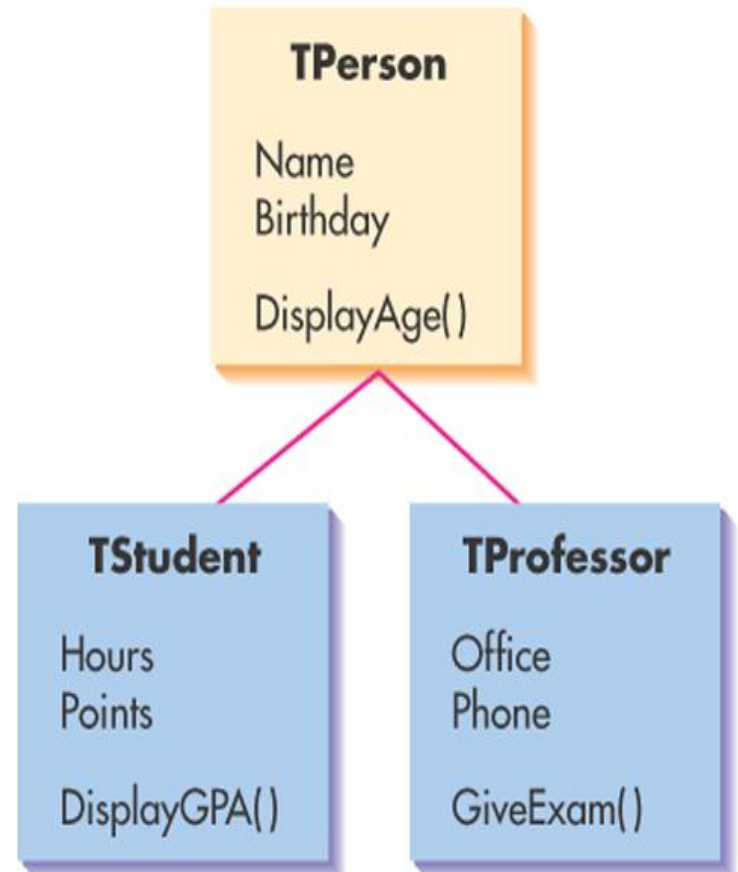 TPerson
Name
Birthday
DisplayAge()
TStudent
Hours
Points
DisplayGPA()
TProfessor
Office
Phone
GiveExam()